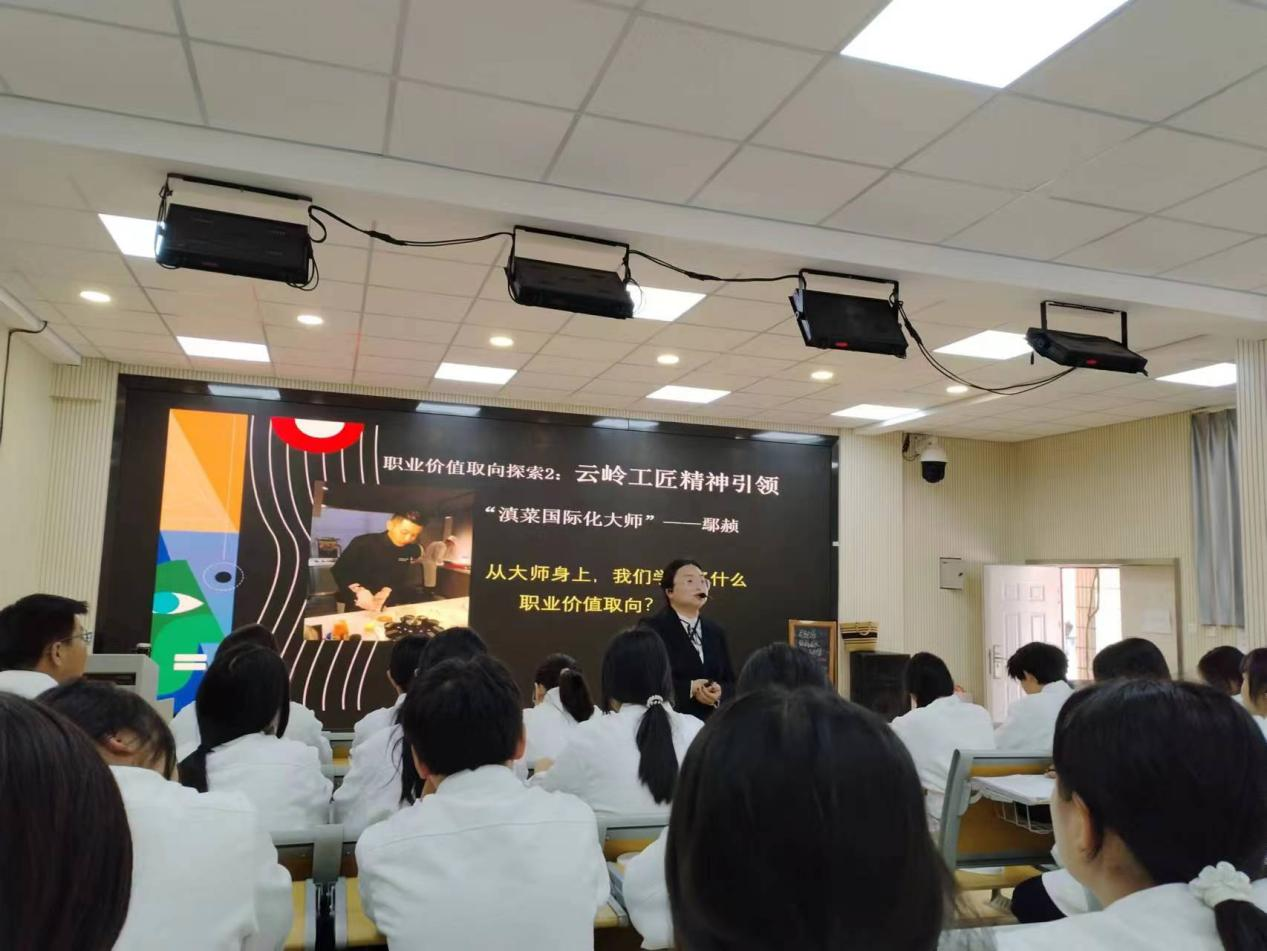 职业价值取向探索2：云岭工匠精神引领
“滇菜国际化大师”——鄢赪
从大师身上，我们学 什么
职业价值取向？